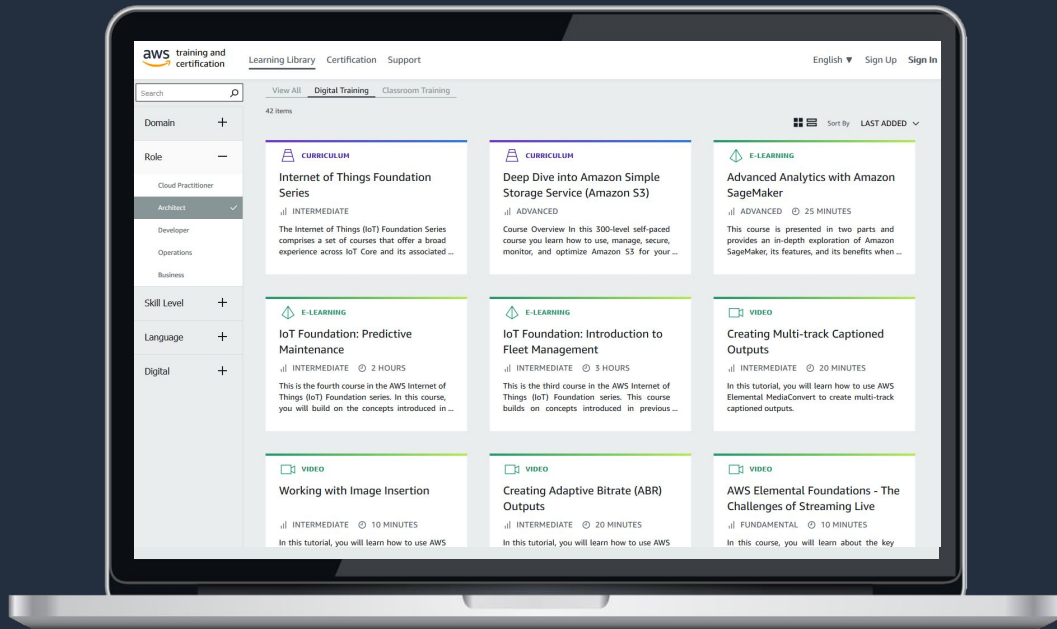 aws training and certification
Learning Library Certification Support
English ▼ Sign Up Sign In
Search
View All Digital Training Classroom Training
42 items
Sort By LAST ADDED
Domain +
Role −
Cloud Practitioner
Architect
Developer
Operations
Business
Skill Level +
Language +
Digital +
CURRICULUM
Internet of Things Foundation
Series
INTERMEDIATE
The Internet of Things (IoT) Foundation Series
comprises a set of courses that offer a broad
experience across IoT Core and its associated ...
CURRICULUM
Deep Dive into Amazon Simple
Storage Service (Amazon S3)
ADVANCED
Course Overview In this 300-level self-paced
course you learn how to use, manage, secure,
monitor, and optimize Amazon S3 for your ...
E-LEARNING
Advanced Analytics with Amazon
SageMaker
ADVANCED 25 MINUTES
This course is presented in two parts and
provides an in-depth exploration of Amazon
SageMaker, its features, and its benefits when ...
E-LEARNING
IoT Foundation: Predictive
Maintenance
INTERMEDIATE 2 HOURS
This is the fourth course in the AWS Internet of
Things (IoT) Foundation series. In this course,
you will build on the concepts introduced in ...
E-LEARNING
IoT Foundation: Introduction to
Fleet Management
INTERMEDIATE 3 HOURS
This is the third course in the AWS Internet of
Things (IoT) Foundation series. This course
builds on concepts introduced in previous ...
VIDEO
Creating Multi-track Captioned
Outputs
INTERMEDIATE 20 MINUTES
In this tutorial, you will learn how to use AWS
Elemental MediaConvert to create multi-track
captioned outputs.
VIDEO
Working with Image Insertion
INTERMEDIATE 10 MINUTES
In this tutorial, you will learn how to use AWS
VIDEO
Creating Adaptive Bitrate (ABR)
Outputs
INTERMEDIATE 20 MINUTES
In this tutorial, you will learn how to use AWS
VIDEO
AWS Elemental Foundations - The
Challenges of Streaming Live
FUNDAMENTAL 10 MINUTES
In this course, you will learn about the key